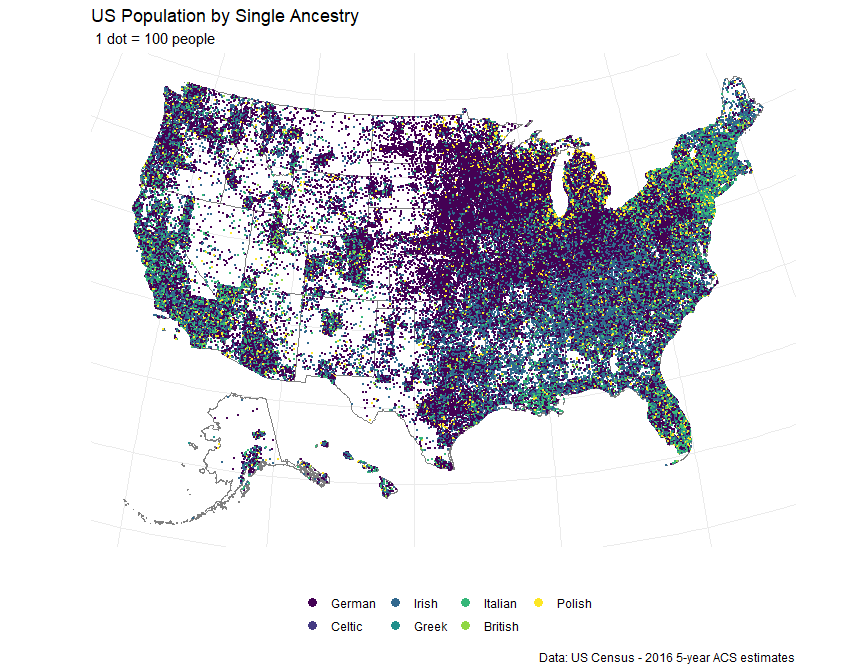 US Population by Single Ancestry
1 dot = 100 people
German Irish Italian Polish
Celtic Greek British
Data: US Census - 2016 5-year ACS estimates